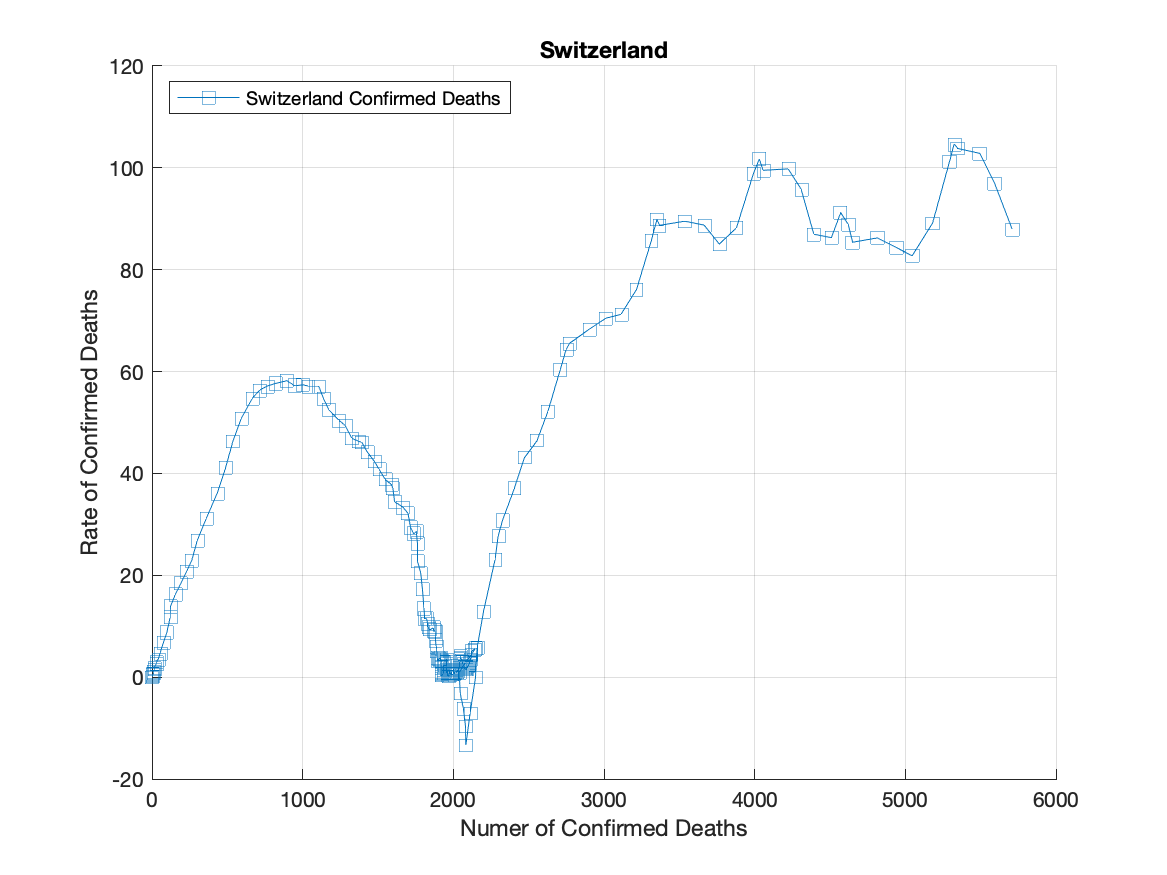 Switzerland
120
Switzerland Confirmed Deaths
100
80
60
40
20
0
-20
Rate of Confirmed Deaths
0 1000 2000 3000 4000 5000 6000
Numer of Confirmed Deaths